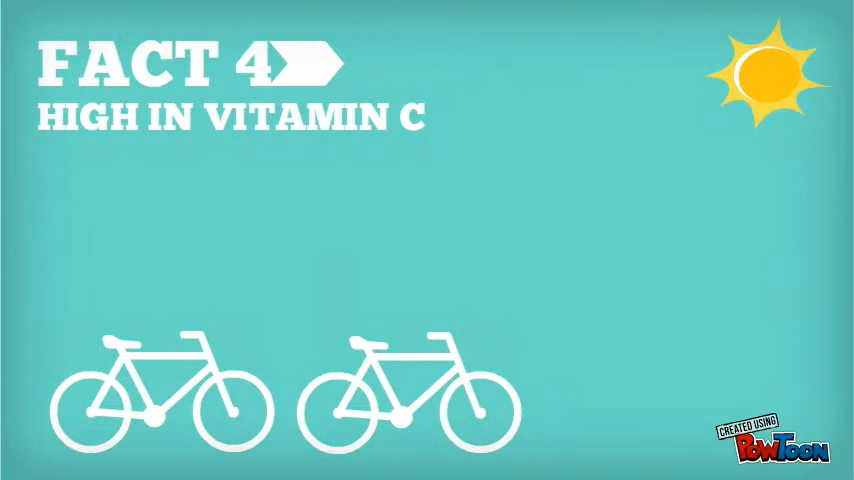 FACT 4
HIGH IN VITAMIN C
CREATED USING
POWTOON